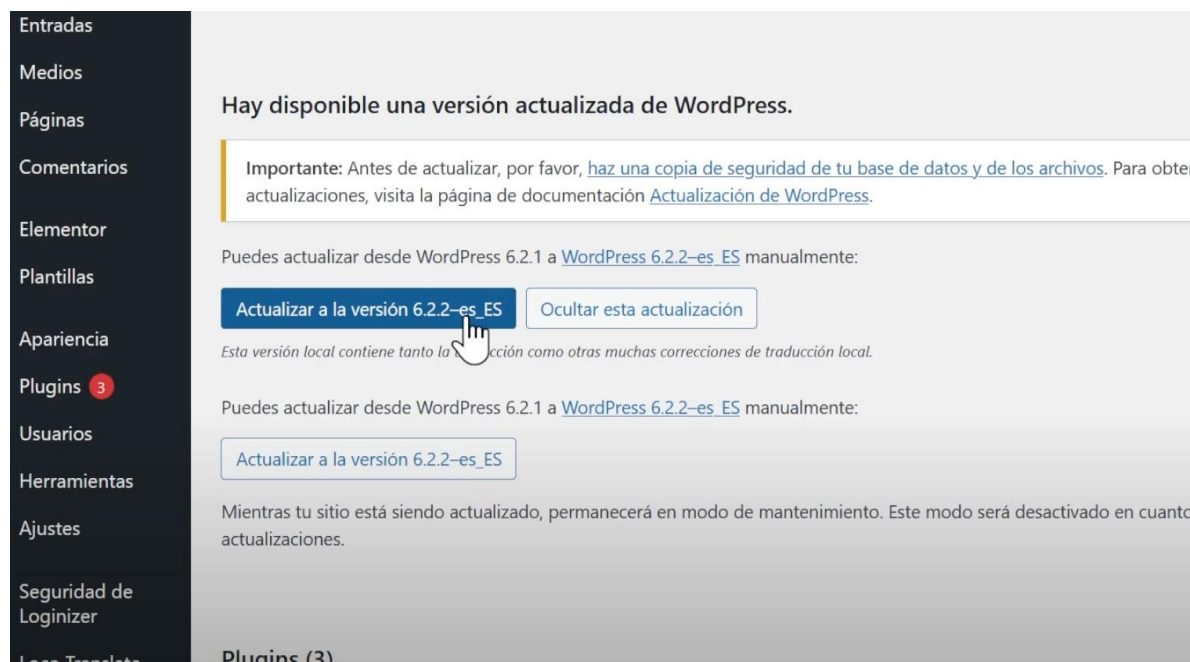 Entradas
Medios
Páginas
Comentarios
Elementor
Plantillas
Apariencia
Plugins 3
Usuarios
Herramientas
Ajustes
Seguridad de
Loginizer
Loco Translate
Hay disponible una versión actualizada de WordPress.
Importante: Antes de actualizar, por favor, haz una copia de seguridad de tu base de datos y de los archivos. Para
actualizaciones, visita la página de documentación Actualización de WordPress.
Puedes actualizar desde WordPress 6.2.1 a WordPress 6.2.2–es_ES manualmente:
Actualizar a la versión 6.2.2–es_ES
Ocultar esta actualización
Esta versión local contiene tanto la como otras muchas correcciones de traducción local.
Puedes actualizar desde WordPress 6.2.1 a WordPress 6.2.2–es_ES manualmente:
Actualizar a la versión 6.2.2–es_ES
Mientras tu sitio está siendo actualizado, permanecerá en modo de mantenimiento. Este modo será desactivado en cuanto
actualizaciones.
Plugins (3)